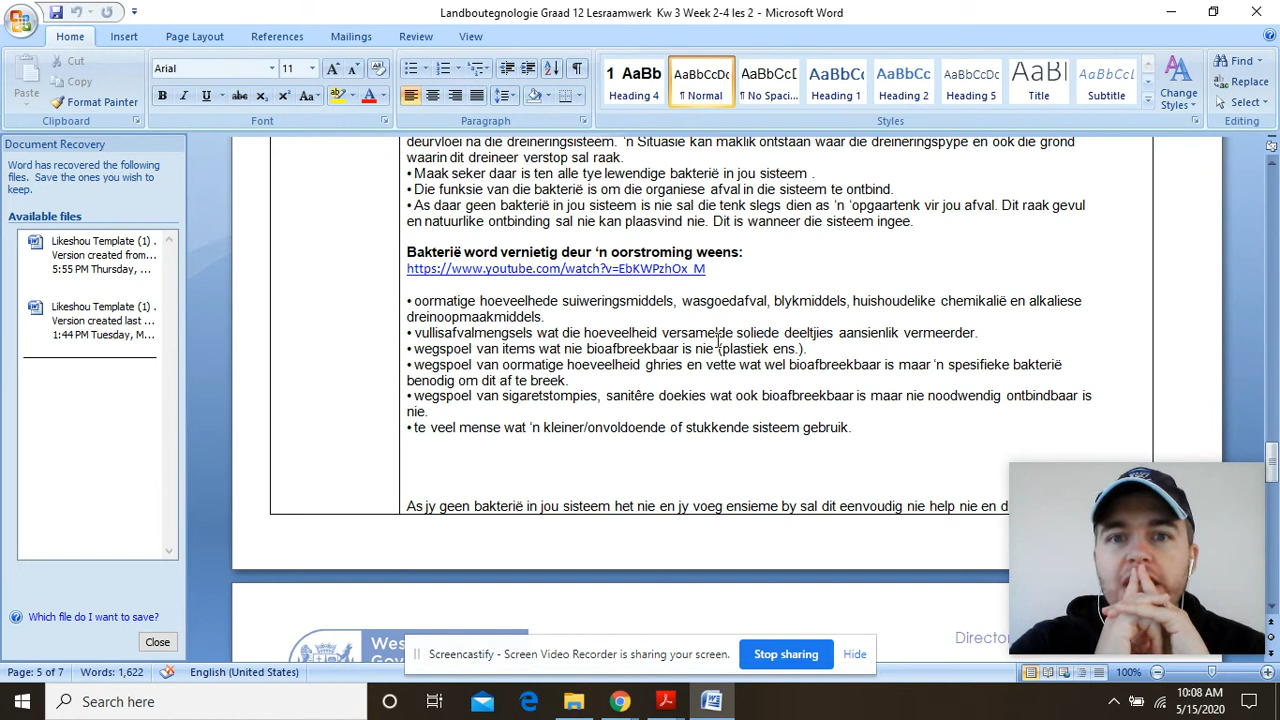 Landboutegnologie Graad 12 Lesraamwerk Kw 3 Week 2-4 les 2 - Microsoft Word
Home Insert Page Layout References Mailings Review View
Cut
Copy
Paste
Format Painter
Clipboard
Arial 11
B I U abc x₂ x² Aa ab A
Font
Paragraph
1 AaBb AaBbCcDc AaBbCcDc AaBbC AaBbCc AaBbCcDc AaBl AaBbCcDc
Heading 4 ¶ Normal ¶ No Spaci... Heading 1 Heading 2 Heading 5 Title Subtitle
Change Styles
Styles
Find
Replace
Select
Editing
Document Recovery
Word has recovered the following
files. Save the ones you wish to
keep.
Available files
Likeshou Template (1) .
Version created from...
5:55 PM Thursday, ...
Likeshou Template (1) .
Version created last ...
1:44 PM Tuesday, M...
Which file do I want to save?
Close
deurvloei na die dreineringsisteem. ‘n Situasie kan maklik ontstaan waar die dreineringspype en ook die grond
waarin dit dreineer verstop sal raak.
• Maak seker daar is ten alle tye lewendige bakterië in jou sisteem .
• Die funksie van die bakterië is om die organiese afval in die sisteem te ontbind.
• As daar geen bakterië in jou sisteem is nie sal die tenk slegs dien as ‘n ‘opgaartenk vir jou afval. Dit raak gevul
en natuurlike ontbinding sal nie kan plaasvind nie. Dit is wanneer die sisteem ingee.
Bakterië word vernietig deur ‘n oorstroming weens:
https://www.youtube.com/watch?v=EbKWPzhOx_M
• oormatige hoeveelhede suiweringsmiddels, wasgoedafval, blykmiddels, huishoudelike chemikalië en alkaliese
dreinoopmaakmiddels.
• vullisafvalmengsels wat die hoeveelheid versamelde soliede deeltjies aansienlik vermeerder.
• wegspoel van items wat nie bioafbreekbaar is nie (plastiek ens.).
• wegspoel van oormatige hoeveelheid ghries en vette wat wel bioafbreekbaar is maar ‘n spesifieke bakterië
benodig om dit af te breek.
• wegspoel van sigaretstompies, sanitêre doekies wat ook bioafbreekbaar is maar nie noodwendig ontbindbaar is
nie.
• te veel mense wat ‘n kleiner/onvoldoende of stukkende sisteem gebruik.
As jy geen bakterië in jou sisteem het nie en jy voeg ensieme by sal dit eenvoudig nie help nie en d
Wes
Gov
Director
Screencastify - Screen Video Recorder is sharing your screen. Stop sharing Hide
Page: 5 of 7 Words: 1,622 English (United States) 100%
Search here
10:08 AM
5/15/2020